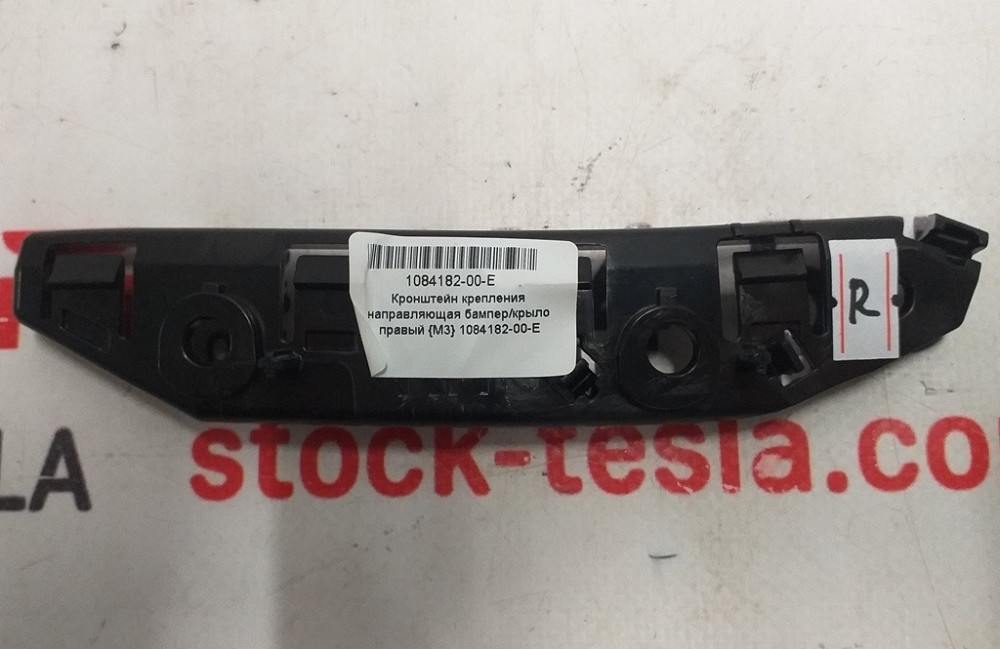 1084182-00-E
Кронштейн крепления
направляющая бампер/крыло
правый {M3} 1084182-00-E
R
stock-tesla.co
LA